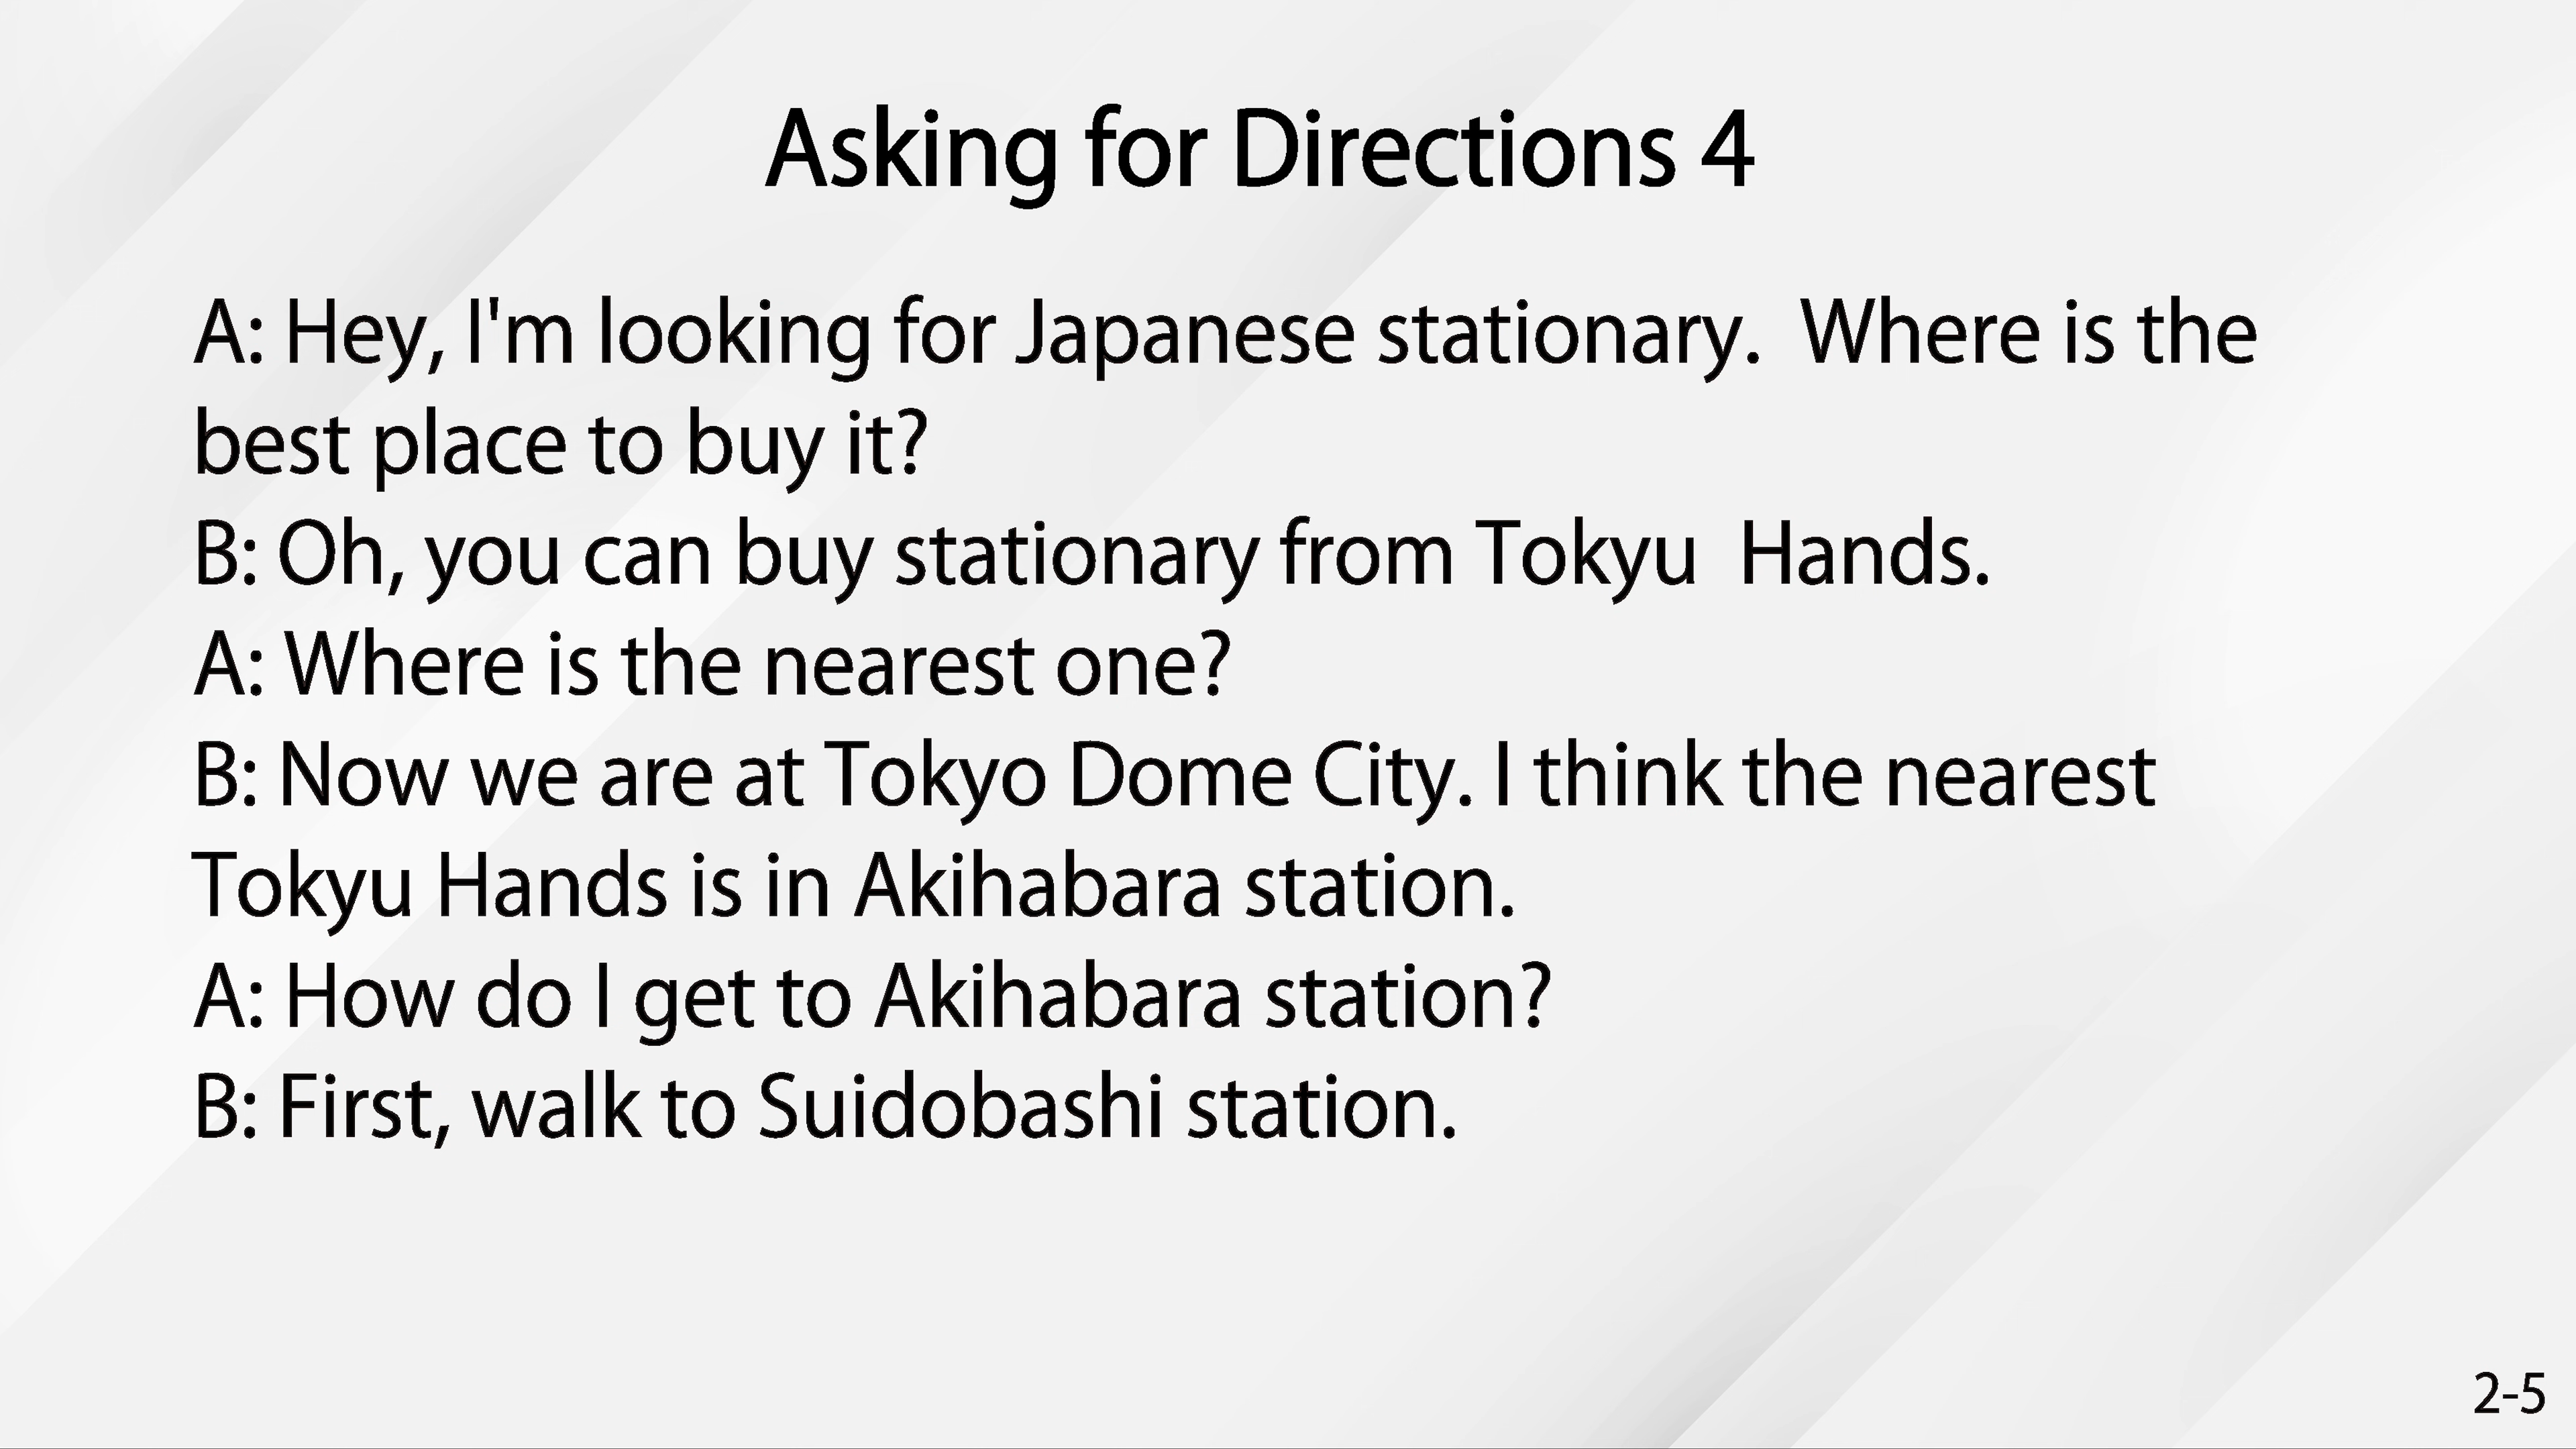 Asking for Directions 4
A: Hey, I'm looking for Japanese stationary. Where is the
best place to buy it?
B: Oh, you can buy stationary from Tokyu Hands.
A: Where is the nearest one?
B: Now we are at Tokyo Dome City. I think the nearest
Tokyu Hands is in Akihabara station.
A: How do I get to Akihabara station?
B: First, walk to Suidobashi station.
2-5